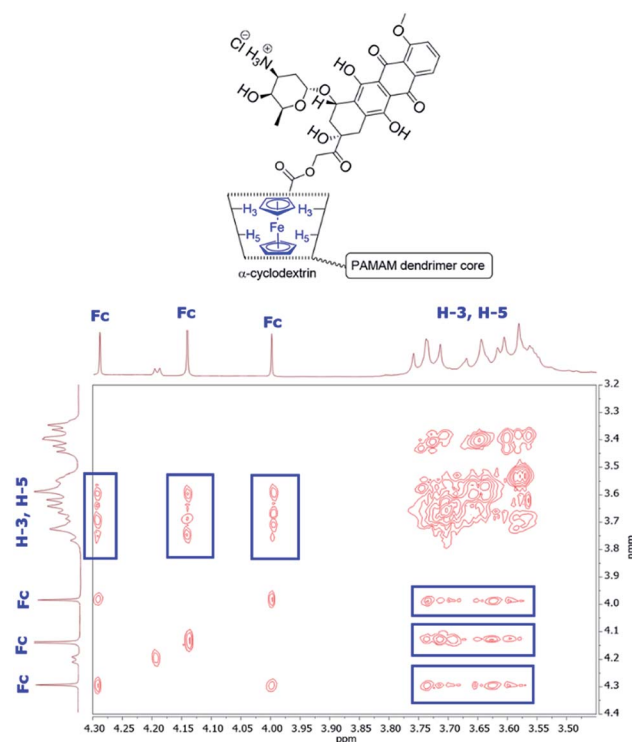 O
O
OH
Cl⊖ H3N⊕
O
HO
O
H
HO
O
OH
O
O
O
H3
H3
Fe
H5
H5
α-cyclodextrin
PAMAM dendrimer core
Fc
Fc
Fc
H-3, H-5
H-3, H-5
Fc
Fc
Fc
3.2
3.3
3.4
3.5
3.6
3.7
3.8
3.9
4.0
4.1
4.2
4.3
4.4
ppm
4.30 4.25 4.20 4.15 4.10 4.05 4.00 3.95 3.90 3.85 3.80 3.75 3.70 3.65 3.60 3.55 3.50
ppm